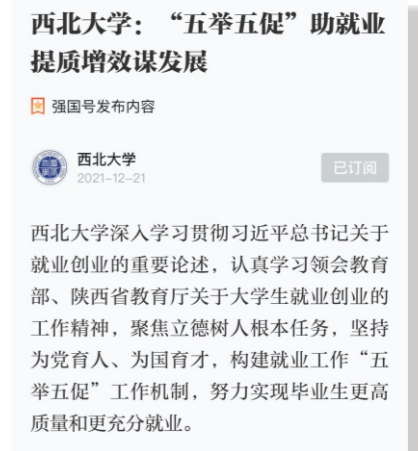 西北大学：“五举五促”助就业
提质增效谋发展
强国号发布内容
西北大学
2021-12-21
已订阅
西北大学深入学习贯彻习近平总书记关于
就业创业的重要论述，认真学习领会教育
部、陕西省教育厅关于大学生就业创业的
工作精神，聚焦立德树人根本任务，坚持
为党育人、为国育才，构建就业工作“五
举五促”工作机制，努力实现毕业生更高
质量和更充分就业。